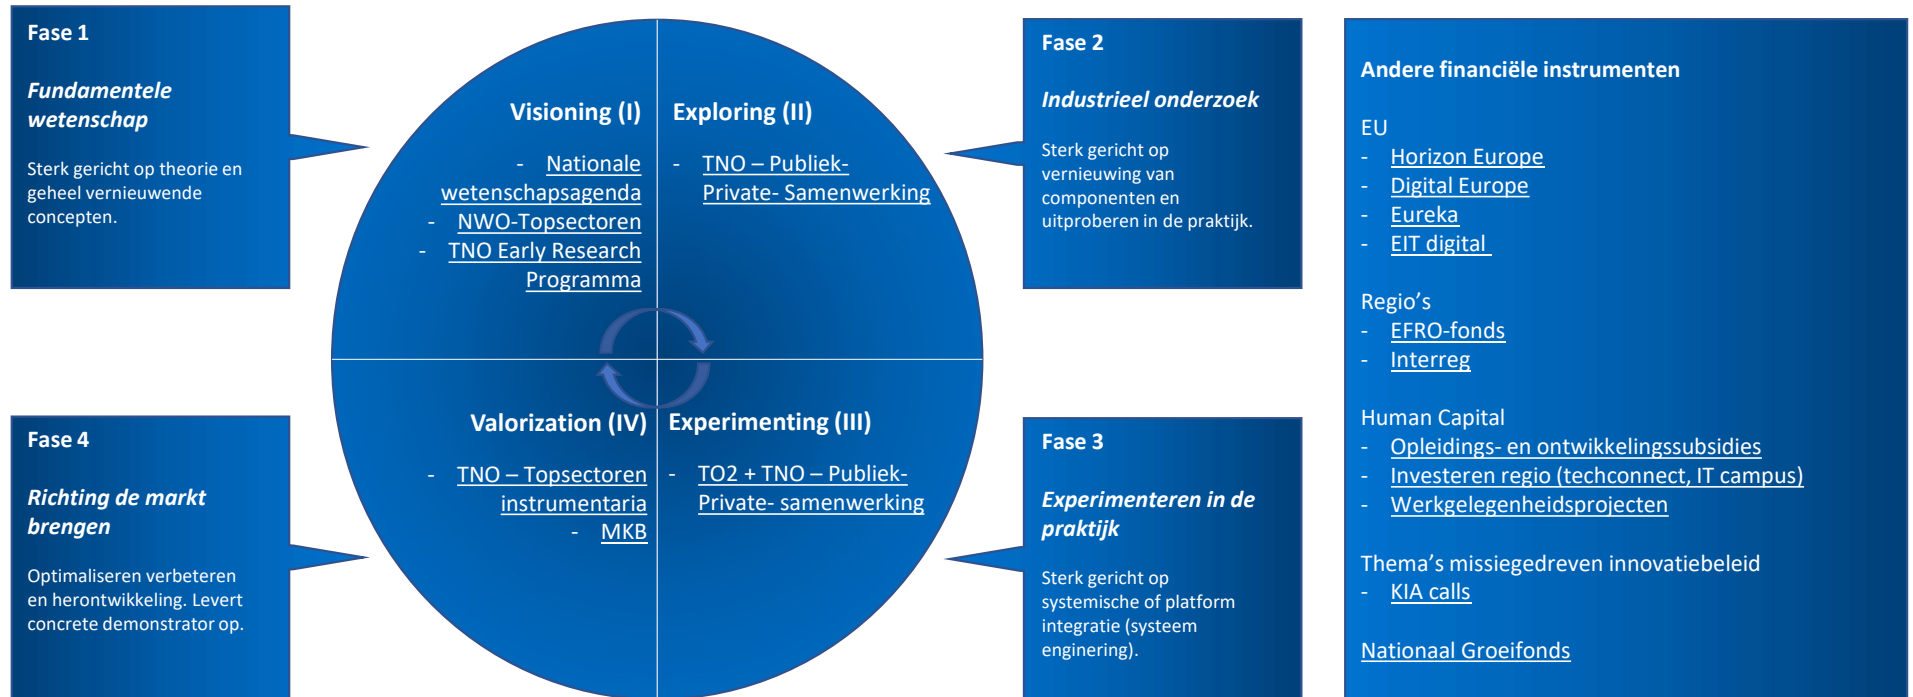 Fase 1
Fundamentele
wetenschap
Sterk gericht op theorie en
geheel vernieuwende
concepten.
Visioning (I)
- Nationale
wetenschapsagenda
- NWO-Topsectoren
- TNO Early Research
Programma
Exploring (II)
- TNO – Publiek-
Private- Samenwerking
Fase 2
Industrieel onderzoek
Sterk gericht op
vernieuwing van
componenten en
uitproberen in de praktijk.
Fase 4
Richting de markt
brengen
Optimaliseren verbeteren
en herontwikkeling. Levert
concrete demonstrator op.
Valorization (IV)
- TNO – Topsectoren
instrumentaria
- MKB
Experimenting (III)
- TO2 + TNO – Publiek-
Private- samenwerking
Fase 3
Experimenteren in de
praktijk
Sterk gericht op
systemische of platform
integratie (systeem
enginering).
Andere financiële instrumenten
EU
- Horizon Europe
- Digital Europe
- Eureka
- EIT digital
Regio's
- EFRO-fonds
- Interreg
Human Capital
- Opleidings- en ontwikkelingssubsidies
- Investeren regio (techconnect, IT campus)
- Werkgelegenheidsprojecten
Thema's missiegedreven innovatiebeleid
- KIA calls
Nationaal Groeifonds